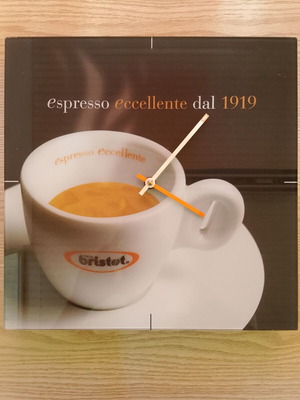 espresso eccellente dal 1919
espresso eccellente
bristot.